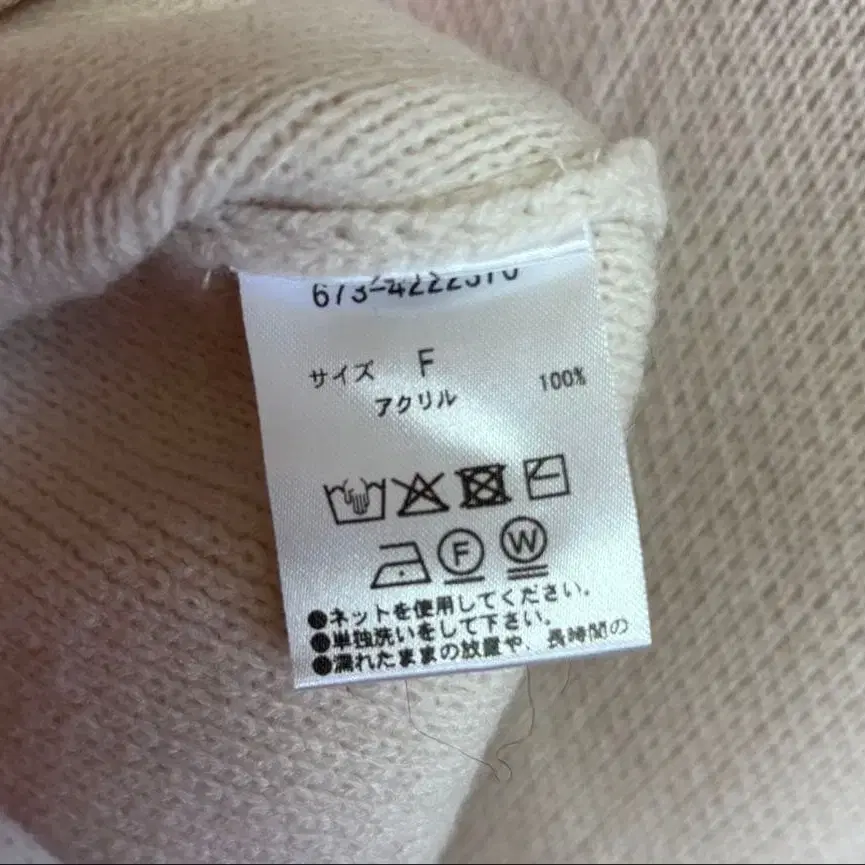 サイズ F
アクリル 100%
F W
●ネットを使用してください。
●単独洗いをして下さい。
●濡れたままの放置や、長時間の